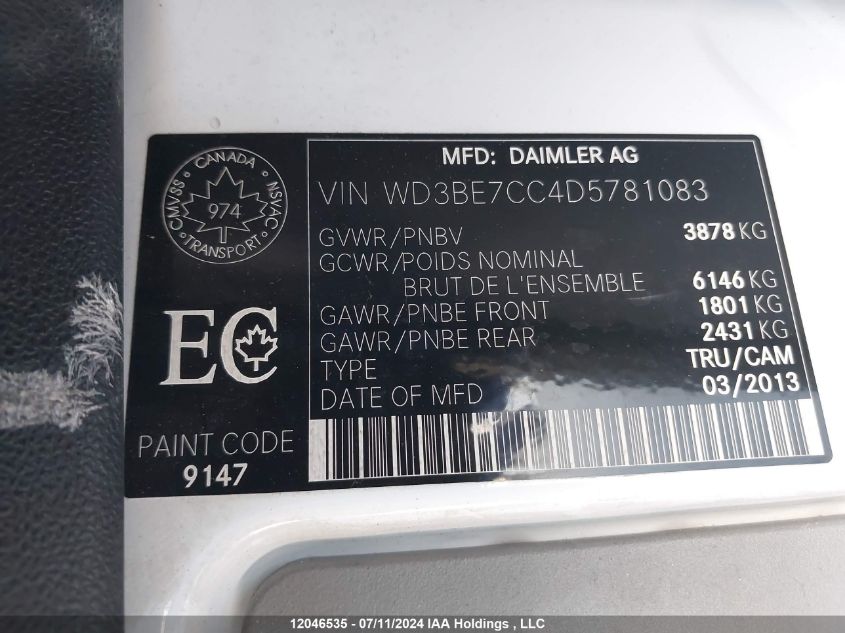 CANADA
CMVSS
NSVAC
974
TRANSPORT
EC
PAINT CODE
9147
MFD: DAIMLER AG
VIN WD3BE7CC4D5781083
GVWR/PNBV 3878 KG
GCWR/POIDS NOMINAL
BRUT DE L'ENSEMBLE 6146 KG
GAWR/PNBE FRONT 1801 KG
GAWR/PNBE REAR 2431 KG
TYPE TRU/CAM
DATE OF MFD 03/2013
12046535 - 07/11/2024 IAA Holdings , LLC